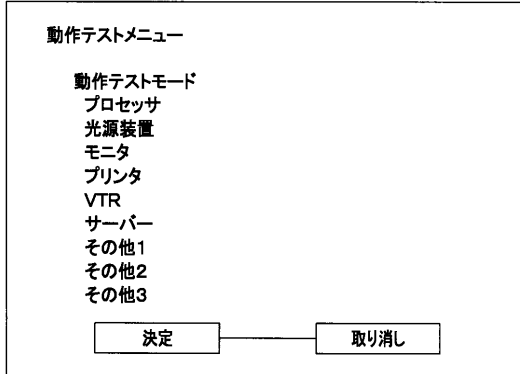 動作テストメニュー
動作テストモード
プロセッサ
光源装置
モニタ
プリンタ
VTR
サーバー
その他1
その他2
その他3
決定
取り消し